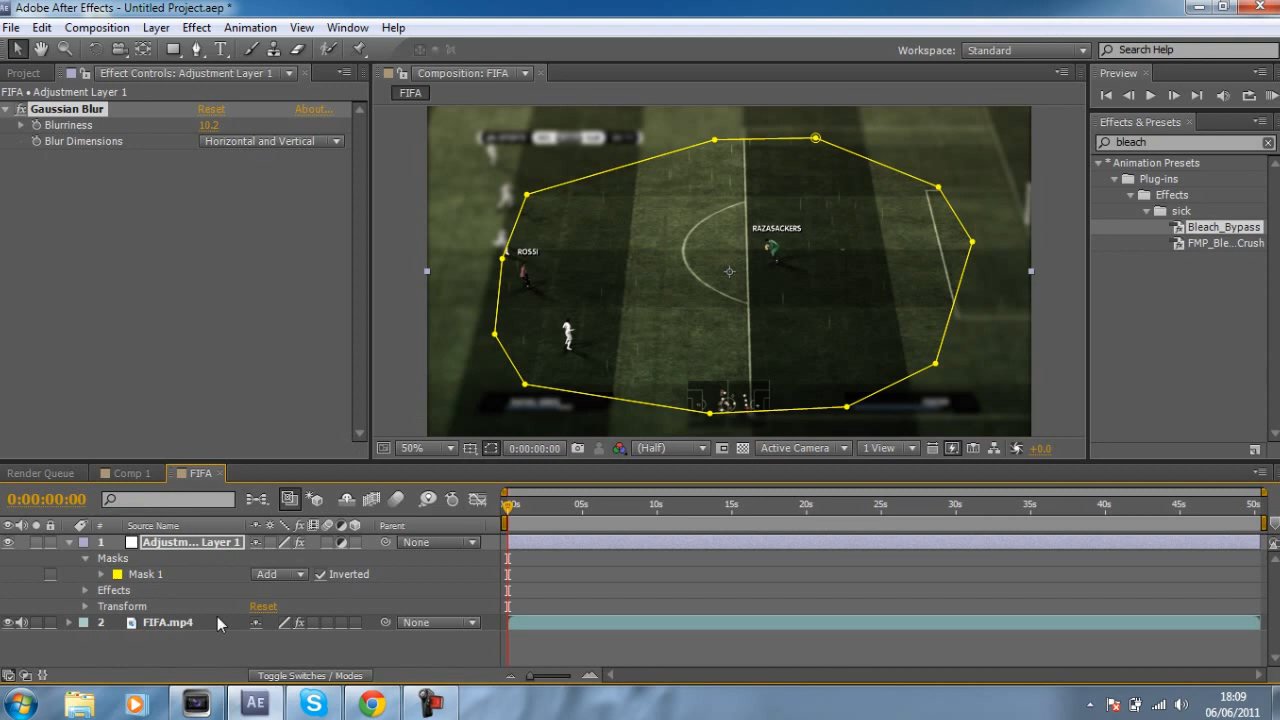 Adobe After Effects - Untitled Project.aep *
File Edit Composition Layer Effect Animation View Window Help
Workspace: Standard Search Help
Project Effect Controls: Adjustment Layer 1 Composition: FIFA Preview
FIFA • Adjustment Layer 1
FIFA
fx Gaussian Blur Reset About...
Blurriness 10.2
Blur Dimensions Horizontal and Vertical
Effects & Presets
bleach
* Animation Presets
Plug-ins
Effects
sick
Bleach_Bypass
FMP_Ble...Crush
RAZASACKERS
ROSSI
50% 0:00:00:00 (Half) Active Camera 1 View +0.0
Render Queue Comp 1 FIFA
0:00:00:00
05s 10s 15s 20s 25s 30s 35s 40s 45s 50s
# Source Name Parent
1 Adjustm... Layer 1 None
Masks
Mask 1 Add Inverted
Effects
Transform Reset
2 FIFA.mp4 None
Toggle Switches / Modes
AE
18:09
06/06/2011